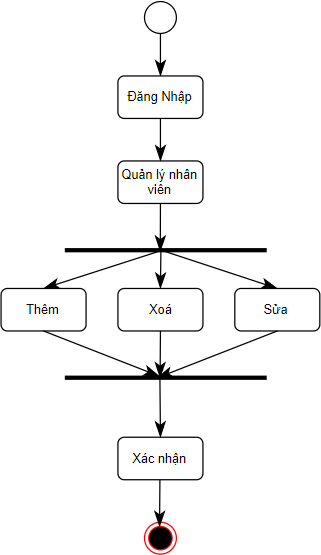 Đăng Nhập
Quản lý nhân
viên
Thêm
Xoá
Sửa
Xác nhận